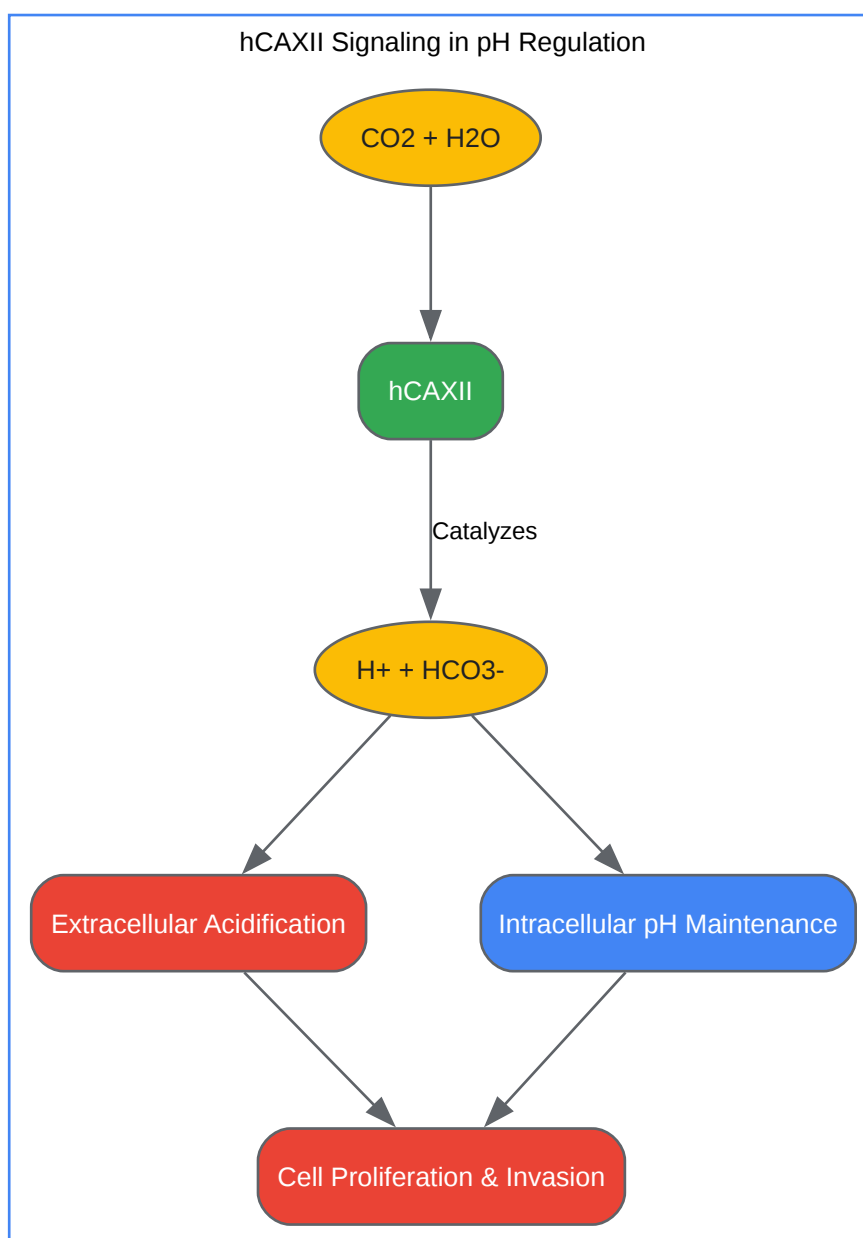 hCAXII Signaling in pH Regulation
CO2 + H2O
hCAXII
Catalyzes
H+ + HCO3-
Extracellular Acidification
Intracellular pH Maintenance
Cell Proliferation & Invasion